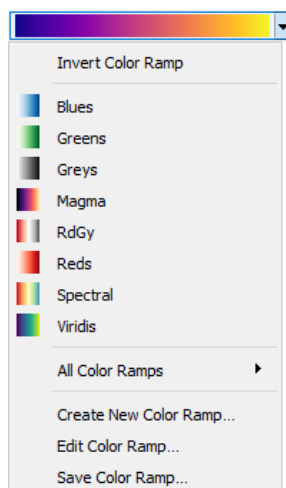 Invert Color Ramp
Blues
Greens
Greys
Magma
RdGy
Reds
Spectral
Viridis
All Color Ramps
Create New Color Ramp...
Edit Color Ramp...
Save Color Ramp...